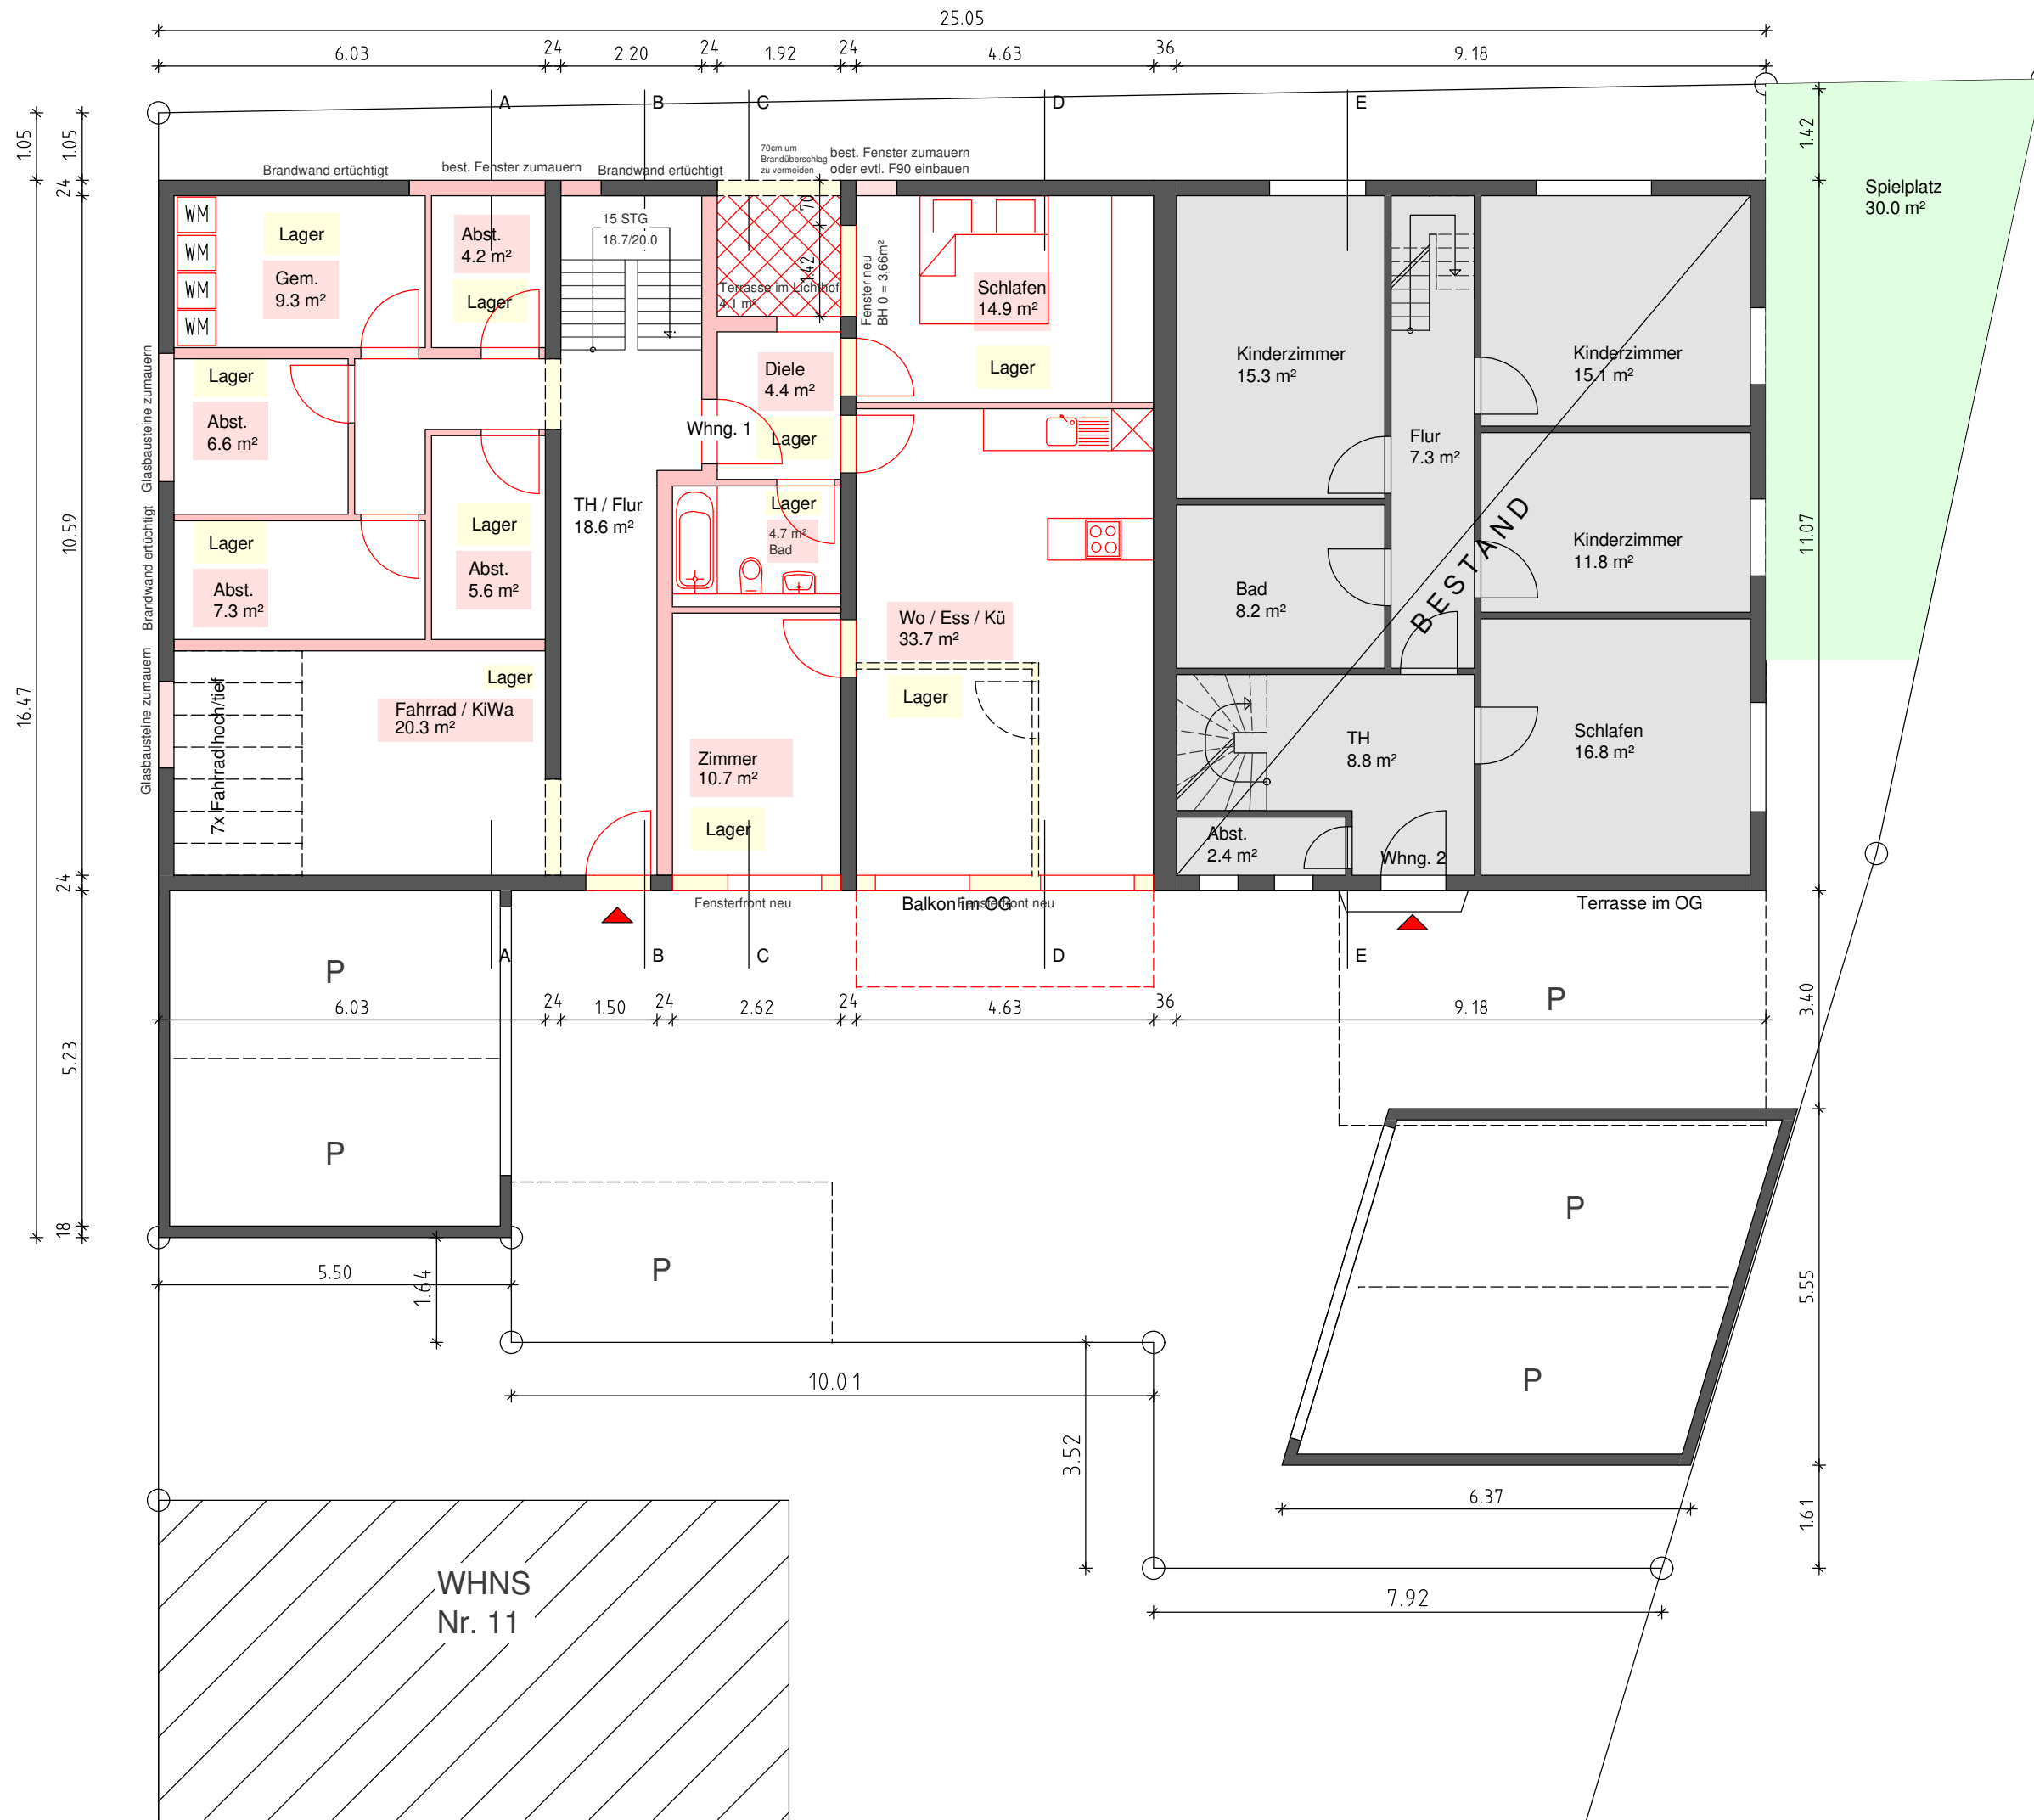 25.05
6.03
24
2.20
24
1.92
24
4.63
36
9.18
A
B
C
D
E
1.05
1.05
1.42
Brandwand ertüchtigt
best. Fenster zumauern
Brandwand ertüchtigt
70cm um
Brandüberschlag
zu vermeiden
best. Fenster zumauern
oder evtl. F90 einbauen
24
10.59
24
5.23
18
16.47
11.07
3.40
5.55
1.61
Glasbausteine zumauern
Brandwand ertüchtigt
Glasbausteine zumauern
WM
WM
WM
WM
Lager
Gem.
9.3 m²
Abst.
4.2 m²
Lager
15 STG
18.7/20.0
70
1.42
Terrasse im Lichthof
4.1 m²
Fenster neu
BH 0 = 3,66m²
Schlafen
14.9 m²
Lager
Kinderzimmer
15.3 m²
Kinderzimmer
15.1 m²
Spielplatz
30.0 m²
Lager
Abst.
6.6 m²
Diele
4.4 m²
Whng. 1
Lager
Flur
7.3 m²
Lager
Abst.
7.3 m²
Lager
Abst.
5.6 m²
TH / Flur
18.6 m²
Lager
4.7 m²
Bad
Bad
8.2 m²
BESTAND
Kinderzimmer
11.8 m²
Wo / Ess / Kü
33.7 m²
Lager
Lager
Fahrrad / KiWa
20.3 m²
7x Fahrrad hoch/tief
Zimmer
10.7 m²
Lager
TH
8.8 m²
Schlafen
16.8 m²
Abst.
2.4 m²
Whng. 2
Fensterfront neu
Balkon im OG
Fensterfront neu
Terrasse im OG
A
B
C
D
E
P
P
6.03
24
1.50
24
2.62
24
4.63
36
9.18
P
P
P
P
5.50
1.64
10.01
3.52
6.37
7.92
WHNS
Nr. 11